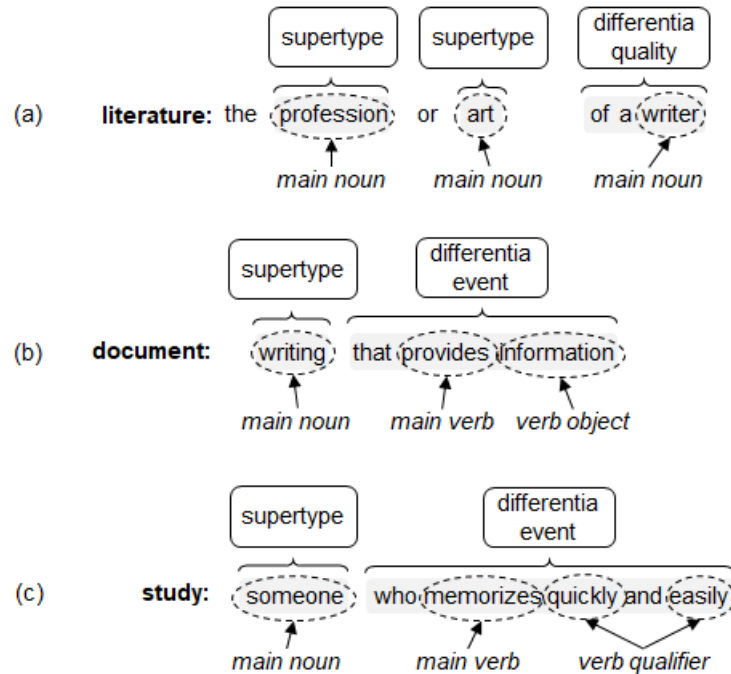 supertype supertype differentia quality
(a) literature: the profession or art of a writer
main noun main noun main noun
supertype differentia event
(b) document: writing that provides information
main noun main verb verb object
supertype differentia event
(c) study: someone who memorizes quickly and easily
main noun main verb verb qualifier